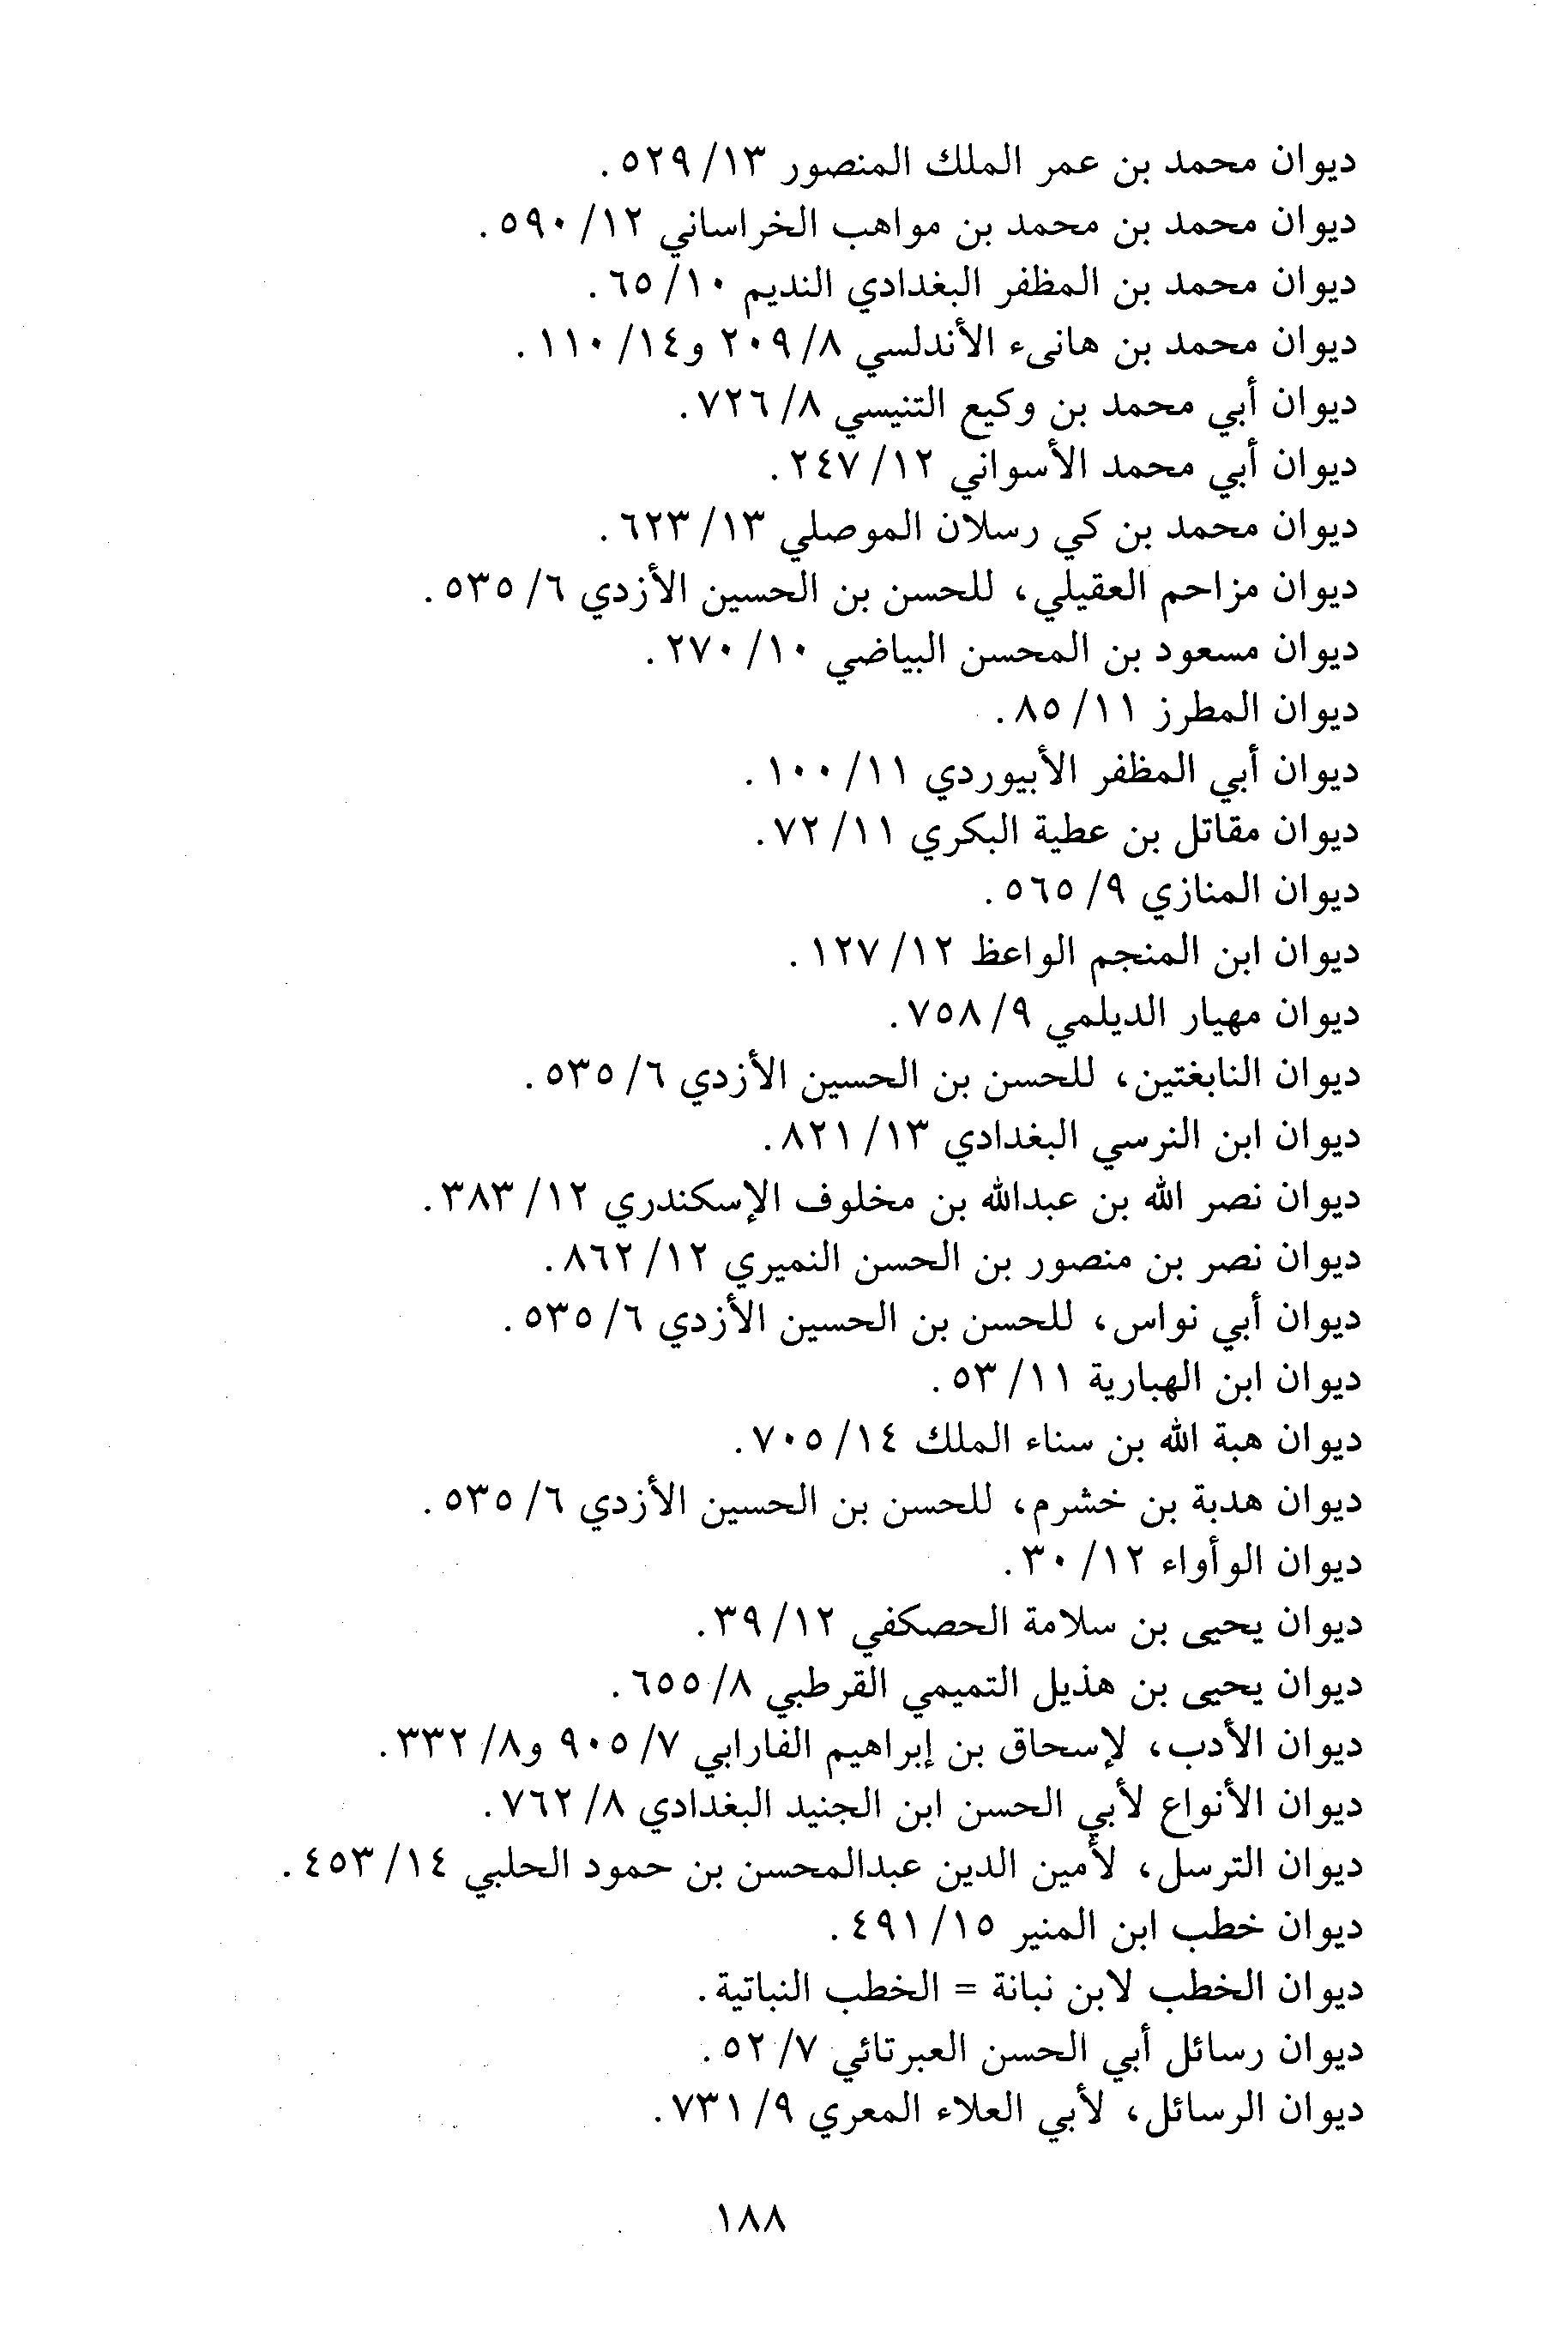 ديوان محمد بن عمر الملك المنصور ١٣/ ٥٢٩.
ديوان محمد بن محمد بن مواهب الخراساني ١٢/ ٥٩٠.
ديوان محمد بن المظفر البغدادي النديم ١٠/ ٦٥.
ديوان محمد بن هانىء الأندلسي ٨/ ٢٠٩ و١٤/ ١١٠.
ديوان أبي محمد بن وكيع التنيسي ٨/ ٧٢٦.
ديوان أبي محمد الأسواني ١٢/ ٢٤٧.
ديوان محمد بن كي رسلان الموصلي ١٣/ ٦٢٣.
ديوان مزاحم العقيلي، للحسن بن الحسين الأزدي ٦/ ٥٣٥.
ديوان مسعود بن المحسن البياضي ١٠/ ٢٧٠.
ديوان المطرز ١١/ ٨٥.
ديوان أبي المظفر الأبيوردي ١١/ ١٠٠.
ديوان مقاتل بن عطية البكري ١١/ ٧٢.
ديوان المنازي ٩/ ٥٦٥.
ديوان ابن المنجم الواعظ ١٢/ ١٢٧.
ديوان مهيار الديلمي ٩/ ٧٥٨.
ديوان النابغتين، للحسن بن الحسين الأزدي ٦/ ٥٣٥.
ديوان ابن النرسي البغدادي ١٣/ ٨٢١.
ديوان نصر الله بن عبدالله بن مخلوف الإسكندري ١٢/ ٣٨٣.
ديوان نصر بن منصور بن الحسن النميري ١٢/ ٨٦٢.
ديوان أبي نواس، للحسن بن الحسين الأزدي ٦/ ٥٣٥.
ديوان ابن الهبارية ١١/ ٥٣.
ديوان هبة الله بن سناء الملك ١٤/ ٧٠٥.
ديوان هدبة بن خشرم، للحسن بن الحسين الأزدي ٦/ ٥٣٥.
ديوان الوأواء ١٢/ ٣٠.
ديوان يحيى بن سلامة الحصكفي ١٢/ ٣٩.
ديوان يحيى بن هذيل التميمي القرطبي ٨/ ٦٥٥.
ديوان الأدب، لإسحاق بن إبراهيم الفارابي ٧/ ٩٠٥ و٨/ ٣٣٢.
ديوان الأنواع لأبي الحسن ابن الجنيد البغدادي ٨/ ٧٦٢.
ديوان الترسل، لأمين الدين عبدالمحسن بن حمود الحلبي ١٤/ ٤٥٣.
ديوان خطب ابن المنير ١٥/ ٤٩١.
ديوان الخطب لابن نبانة = الخطب النباتية.
ديوان رسائل أبي الحسن العبرتائي ٧/ ٥٢.
ديوان الرسائل، لأبي العلاء المعري ٩/ ٧٣١.
١٨٨